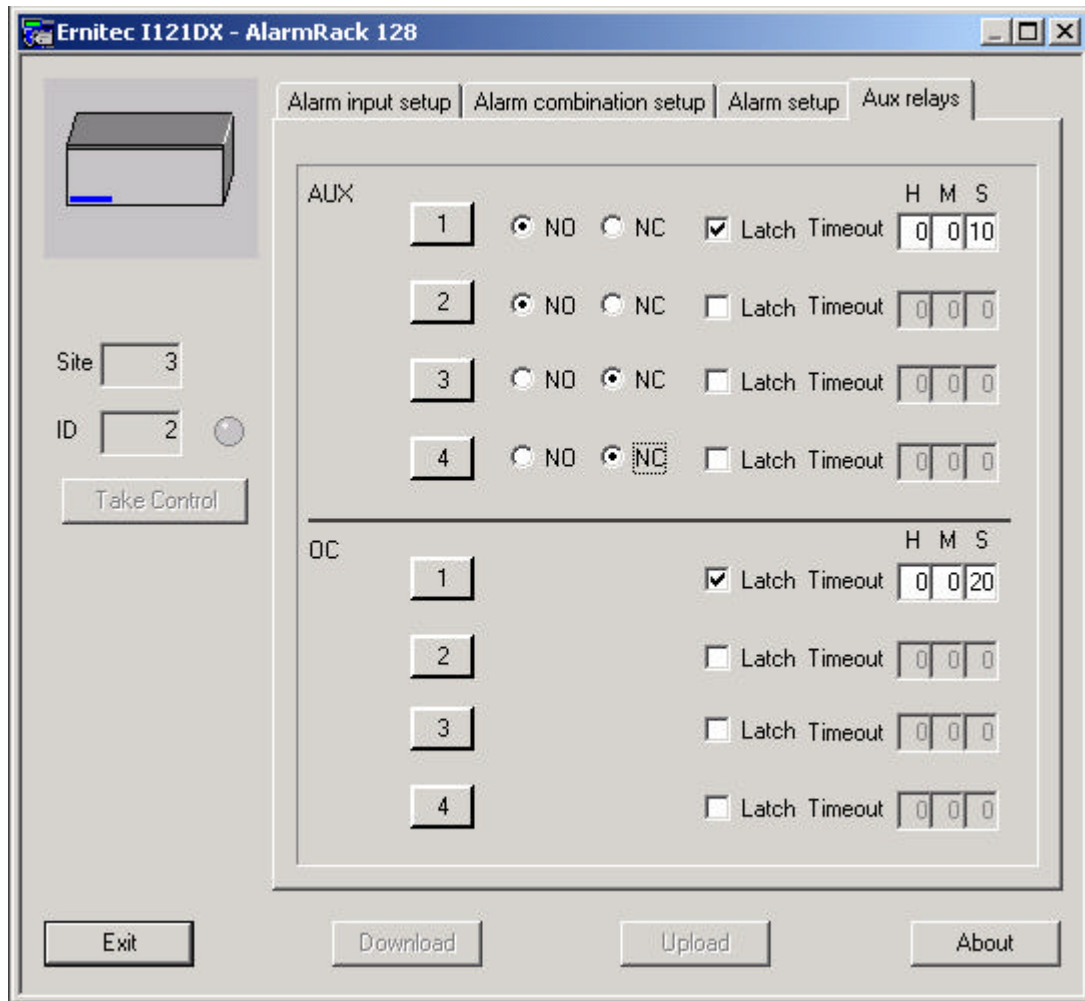 Ernitec I121DX - AlarmRack 128
Alarm input setup Alarm combination setup Alarm setup Aux relays
AUX H M S
1 NO NC Latch Timeout 0 0 10
2 NO NC Latch Timeout 0 0 0
3 NO NC Latch Timeout 0 0 0
4 NO NC Latch Timeout 0 0 0
Site 3
ID 2
Take Control
OC H M S
1 Latch Timeout 0 0 20
2 Latch Timeout 0 0 0
3 Latch Timeout 0 0 0
4 Latch Timeout 0 0 0
Exit Download Upload About